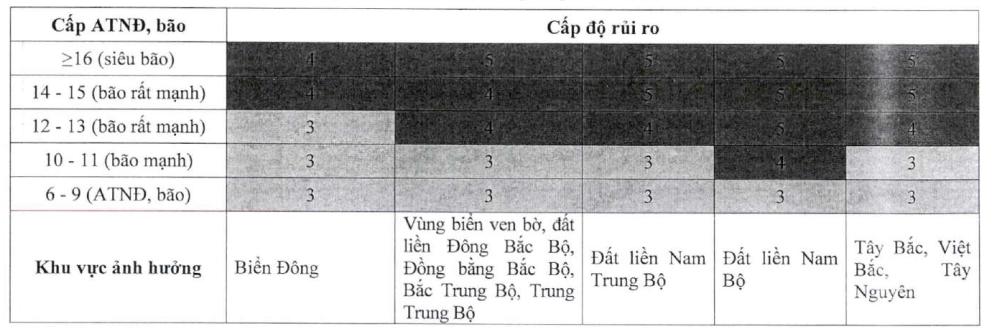 Cấp ATNĐ, bão Cấp độ rủi ro
≥16 (siêu bão) 4 5 5 5 5
14 - 15 (bão rất mạnh) 4 4 5 5 5
12 - 13 (bão rất mạnh) 3 4 4 5 4
10 - 11 (bão mạnh) 3 3 3 4 3
6 - 9 (ATNĐ, bão) 3 3 3 3 3
Khu vực ảnh hưởng
Biển Đông
Vùng biển ven bờ, đất
liền Đông Bắc Bộ,
Đồng bằng Bắc Bộ,
Bắc Trung Bộ, Trung
Trung Bộ
Đất liền Nam
Trung Bộ
Đất liền Nam
Bộ
Tây Bắc, Việt
Bắc, Tây
Nguyên